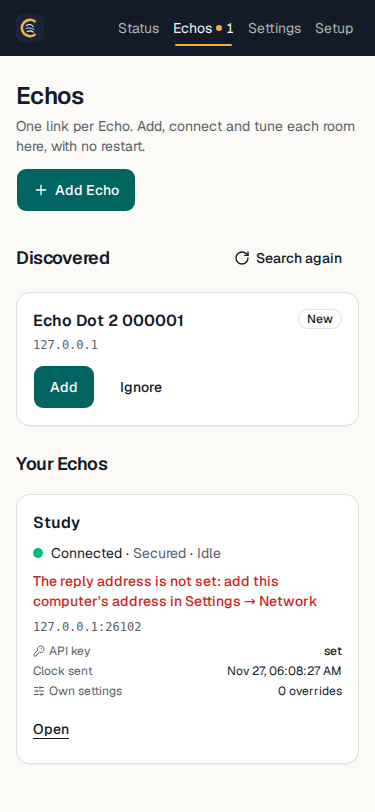 Status Echos 1 Settings Setup
Echos
One link per Echo. Add, connect and tune each room
here, with no restart.
+ Add Echo
Discovered Search again
Echo Dot 2 000001 New
127.0.0.1
Add Ignore
Your Echos
Study
Connected · Secured · Idle
The reply address is not set: add this
computer's address in Settings → Network
127.0.0.1:26102
API key set
Clock sent Nov 27, 06:08:27 AM
Own settings 0 overrides
Open